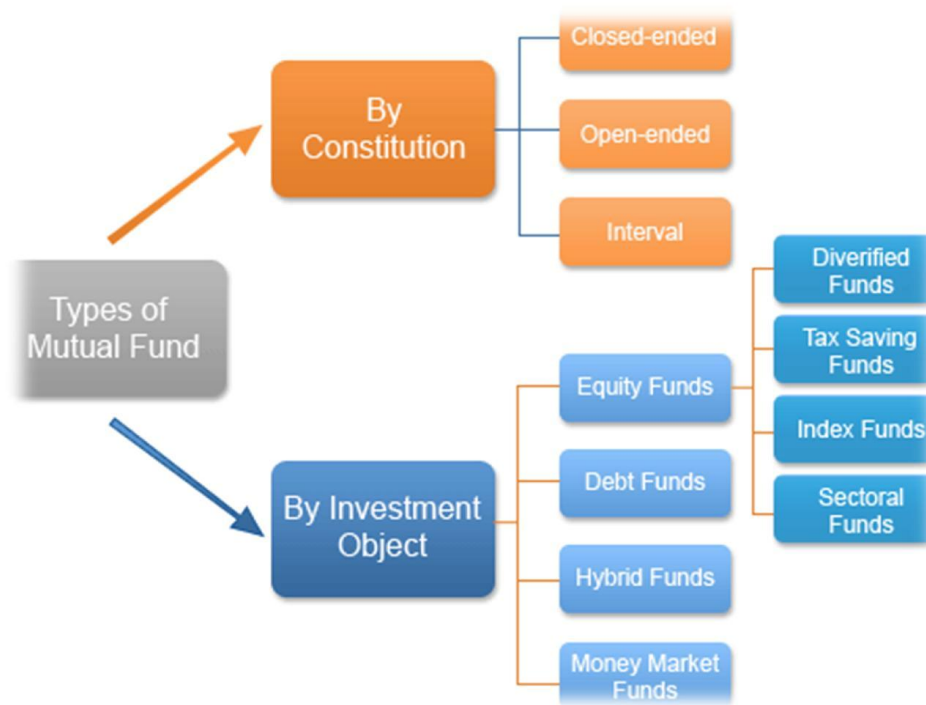 Closed-ended
By
Constitution
Open-ended
Interval
Types of
Mutual Fund
Diverified
Funds
Tax Saving
Funds
Equity Funds
Index Funds
By Investment
Object
Debt Funds
Sectoral
Funds
Hybrid Funds
Money Market
Funds